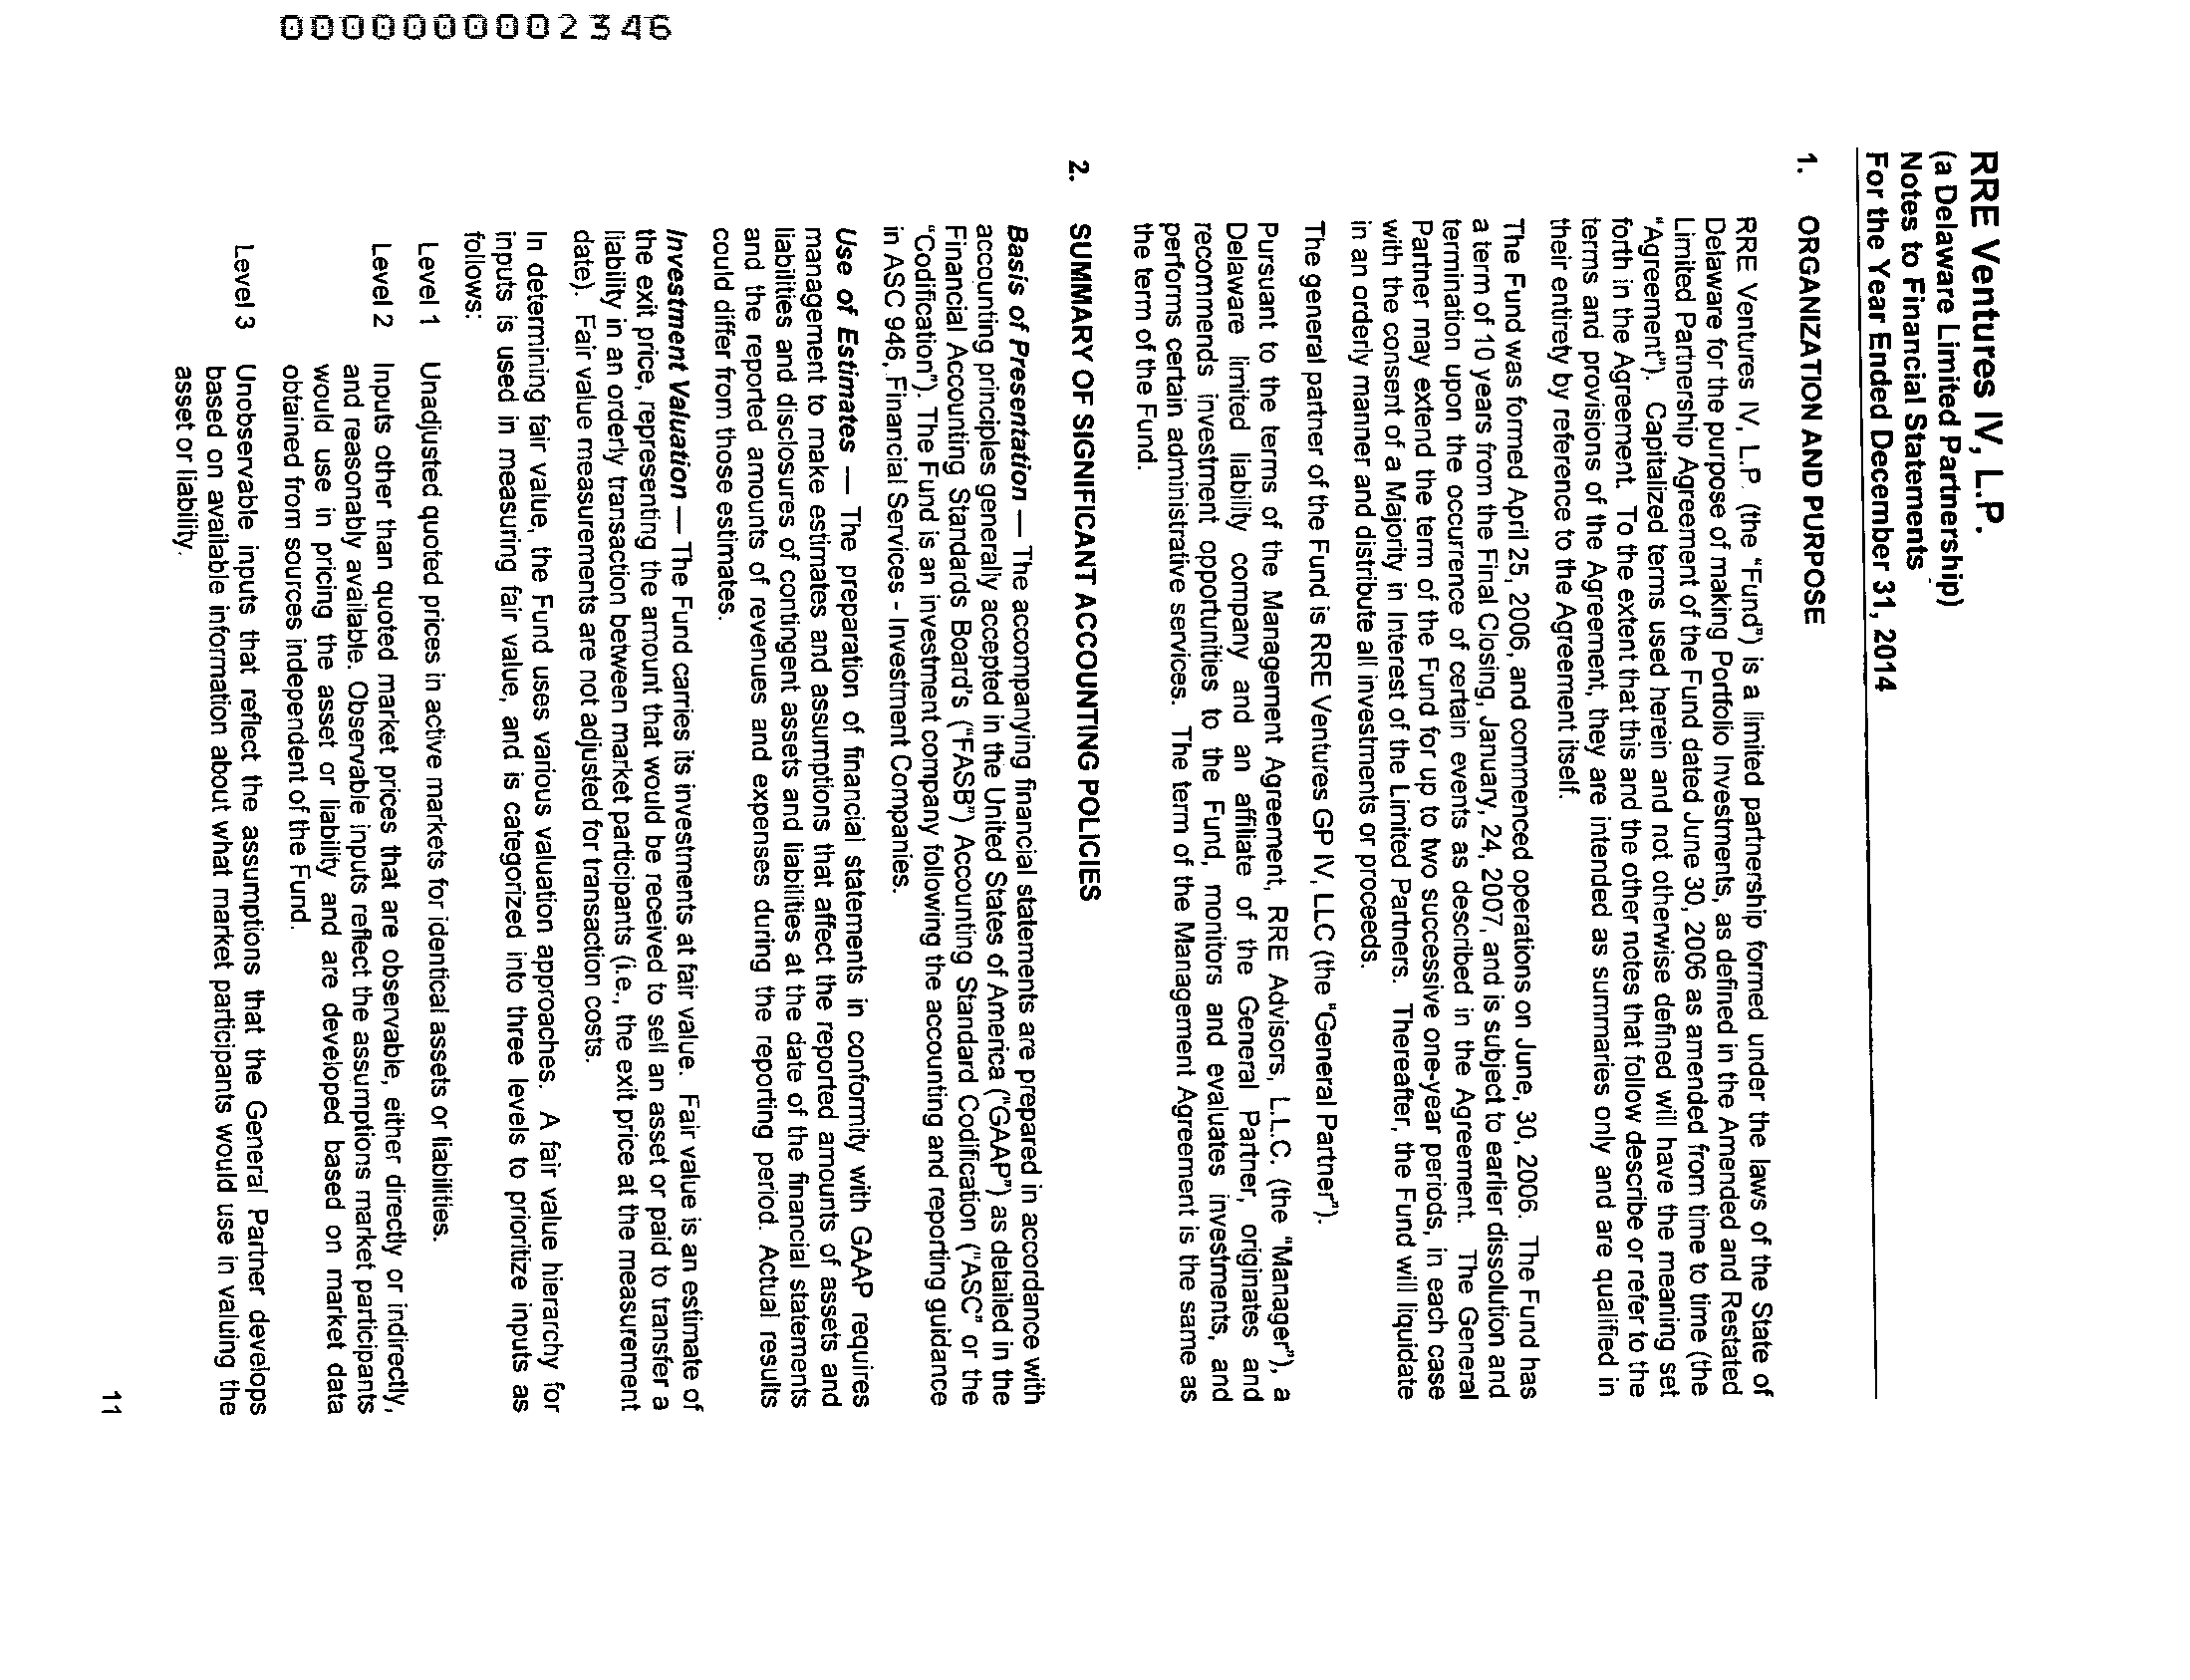 0000000002346
RRE Ventures IV, L.P.
(a Delaware Limited Partnership)
Notes to Financial Statements
For the Year Ended December 31, 2014
1. ORGANIZATION AND PURPOSE
RRE Ventures IV, L.P. (the "Fund") is a limited partnership formed under the laws of the State of
Delaware for the purpose of making Portfolio Investments, as defined in the Amended and Restated
Limited Partnership Agreement of the Fund dated June 30, 2006 as amended from time to time (the
"Agreement"). Capitalized terms used herein and not otherwise defined will have the meaning set
forth in the Agreement. To the extent that this and the other notes that follow describe or refer to the
terms and provisions of the Agreement, they are intended as summaries only and are qualified in
their entirety by reference to the Agreement itself.
The Fund was formed April 25, 2006, and commenced operations on June, 30, 2006. The Fund has
a term of 10 years from the Final Closing, January, 24, 2007, and is subject to earlier dissolution and
termination upon the occurrence of certain events as described in the Agreement. The General
Partner may extend the term of the Fund for up to two successive one-year periods, in each case
with the consent of a Majority in Interest of the Limited Partners. Thereafter, the Fund will liquidate
in an orderly manner and distribute all investments or proceeds.
The general partner of the Fund is RRE Ventures GP IV, LLC (the "General Partner").
Pursuant to the terms of the Management Agreement, RRE Advisors, L.L.C. (the "Manager"), a
Delaware limited liability company and an affiliate of the General Partner, originates and
recommends investment opportunities to the Fund, monitors and evaluates investments, and
performs certain administrative services. The term of the Management Agreement is the same as
the term of the Fund.
2. SUMMARY OF SIGNIFICANT ACCOUNTING POLICIES
Basis of Presentation — The accompanying financial statements are prepared in accordance with
accounting principles generally accepted in the United States of America ("GAAP") as detailed in the
Financial Accounting Standards Board's ("FASB") Accounting Standard Codification ("ASC" or the
"Codification"). The Fund is an investment company following the accounting and reporting guidance
in ASC 946, Financial Services - Investment Companies.
Use of Estimates — The preparation of financial statements in conformity with GAAP requires
management to make estimates and assumptions that affect the reported amounts of assets and
liabilities and disclosures of contingent assets and liabilities at the date of the financial statements
and the reported amounts of revenues and expenses during the reporting period. Actual results
could differ from those estimates.
Investment Valuation — The Fund carries its investments at fair value. Fair value is an estimate of
the exit price, representing the amount that would be received to sell an asset or paid to transfer a
liability in an orderly transaction between market participants (i.e., the exit price at the measurement
date). Fair value measurements are not adjusted for transaction costs.
In determining fair value, the Fund uses various valuation approaches. A fair value hierarchy for
inputs is used in measuring fair value, and is categorized into three levels to prioritize inputs as
follows:
Level 1 Unadjusted quoted prices in active markets for identical assets or liabilities.
Level 2 Inputs other than quoted market prices that are observable, either directly or indirectly,
and reasonably available. Observable inputs reflect the assumptions market participants
would use in pricing the asset or liability and are developed based on market data
obtained from sources independent of the Fund.
Level 3 Unobservable inputs that reflect the assumptions that the General Partner develops
based on available information about what market participants would use in valuing the
asset or liability.
11